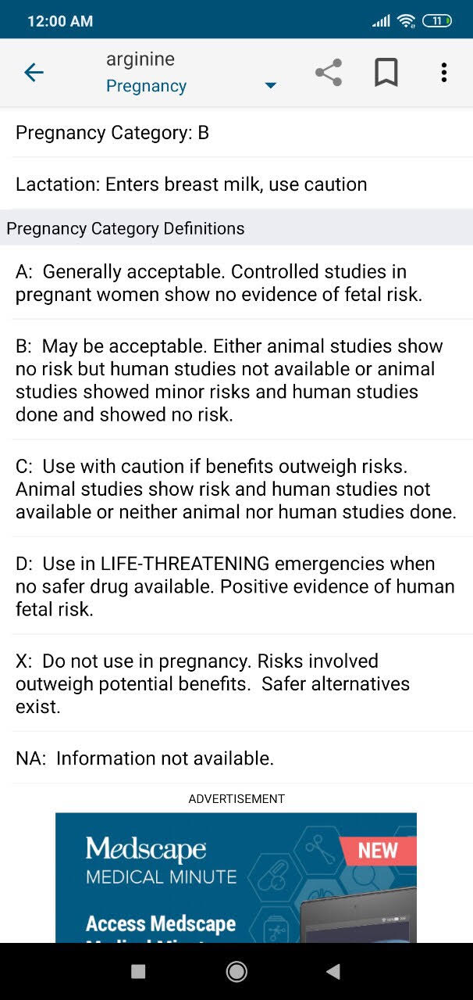 12:00 AM
11
arginine
Pregnancy
Pregnancy Category: B
Lactation: Enters breast milk, use caution
Pregnancy Category Definitions
A: Generally acceptable. Controlled studies in
pregnant women show no evidence of fetal risk.
B: May be acceptable. Either animal studies show
no risk but human studies not available or animal
studies showed minor risks and human studies
done and showed no risk.
C: Use with caution if benefits outweigh risks.
Animal studies show risk and human studies not
available or neither animal nor human studies done.
D: Use in LIFE-THREATENING emergencies when
no safer drug available. Positive evidence of human
fetal risk.
X: Do not use in pregnancy. Risks involved
outweigh potential benefits. Safer alternatives
exist.
NA: Information not available.
ADVERTISEMENT
Medscape
NEW
MEDICAL MINUTE
Access Medscape